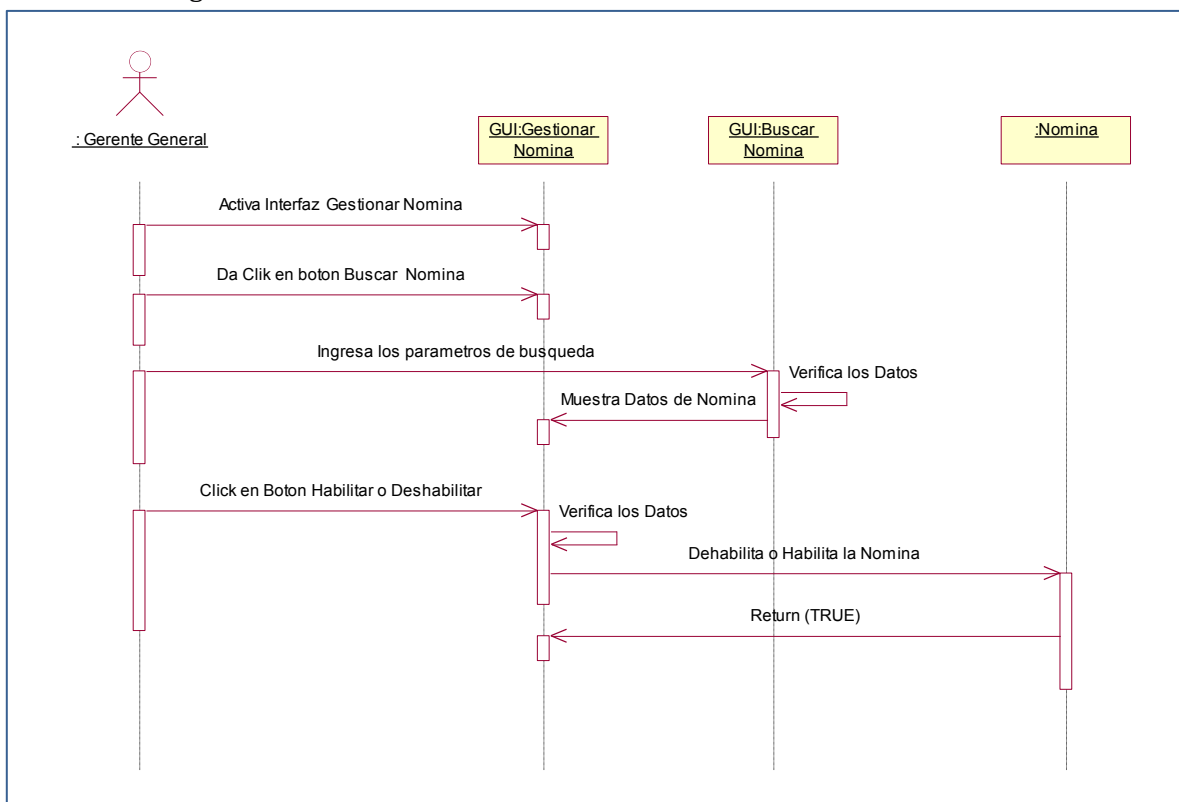 : Gerente General
GUI:Gestionar
Nomina
GUI:Buscar
Nomina
:Nomina
Activa Interfaz Gestionar Nomina
Da Clik en boton Buscar Nomina
Ingresa los parametros de busqueda
Verifica los Datos
Muestra Datos de Nomina
Click en Boton Habilitar o Deshabilitar
Verifica los Datos
Dehabilita o Habilita la Nomina
Return (TRUE)